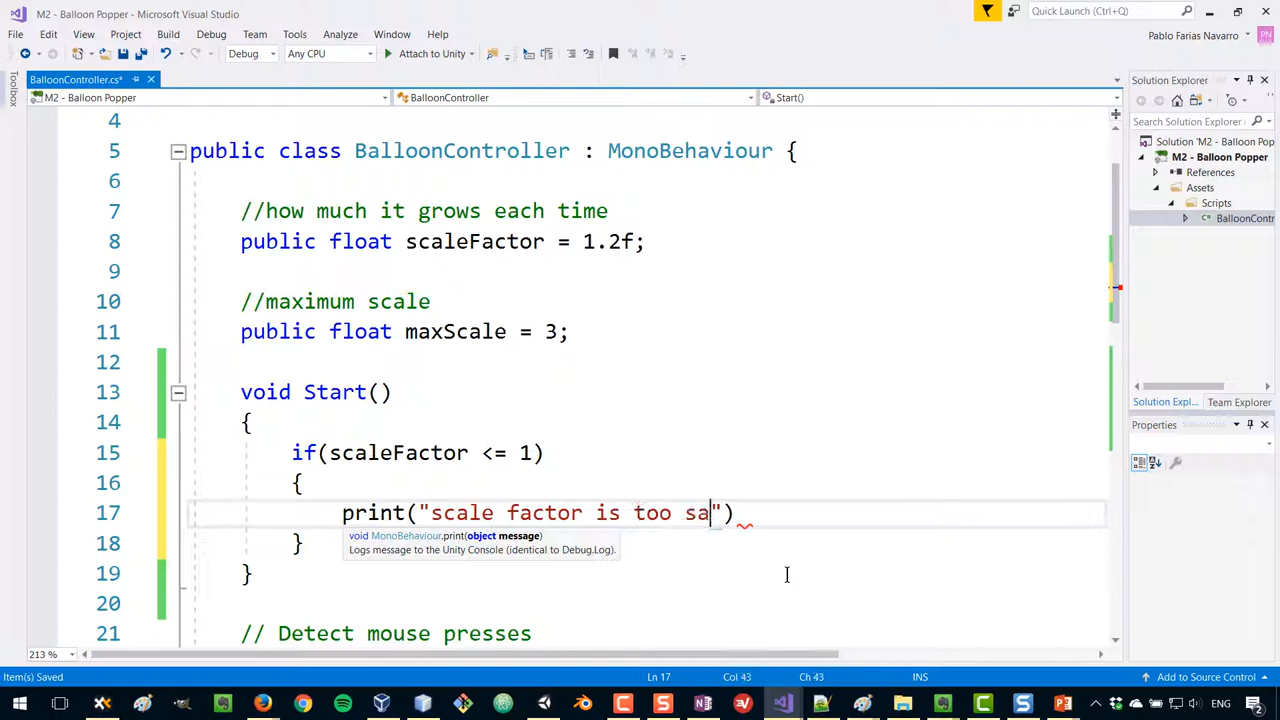 M2 - Balloon Popper - Microsoft Visual Studio
Quick Launch (Ctrl+Q)
File Edit View Project Build Debug Team Tools Analyze Window Help
Pablo Farias Navarro PN
Debug Any CPU Attach to Unity
Toolbox
BalloonController.cs*
Solution Explorer
M2 - Balloon Popper BalloonController Start()
Search Solution Explorer
Solution 'M2 - Balloon Pop
M2 - Balloon Popper
References
Assets
Scripts
C# BalloonContr
4
5 public class BalloonController : MonoBehaviour {
6
7 //how much it grows each time
8 public float scaleFactor = 1.2f;
9
10 //maximum scale
11 public float maxScale = 3;
12
13 void Start()
14 {
15 if(scaleFactor <= 1)
16 {
17 print("scale factor is too sa")
void MonoBehaviour.print(object message)
Logs message to the Unity Console (identical to Debug.Log).
18 }
19 }
20
21 // Detect mouse presses
Solution Expl... Team Explorer
Properties
213 %
Item(s) Saved Ln 17 Col 43 Ch 43 INS Add to Source Control
ENG 2